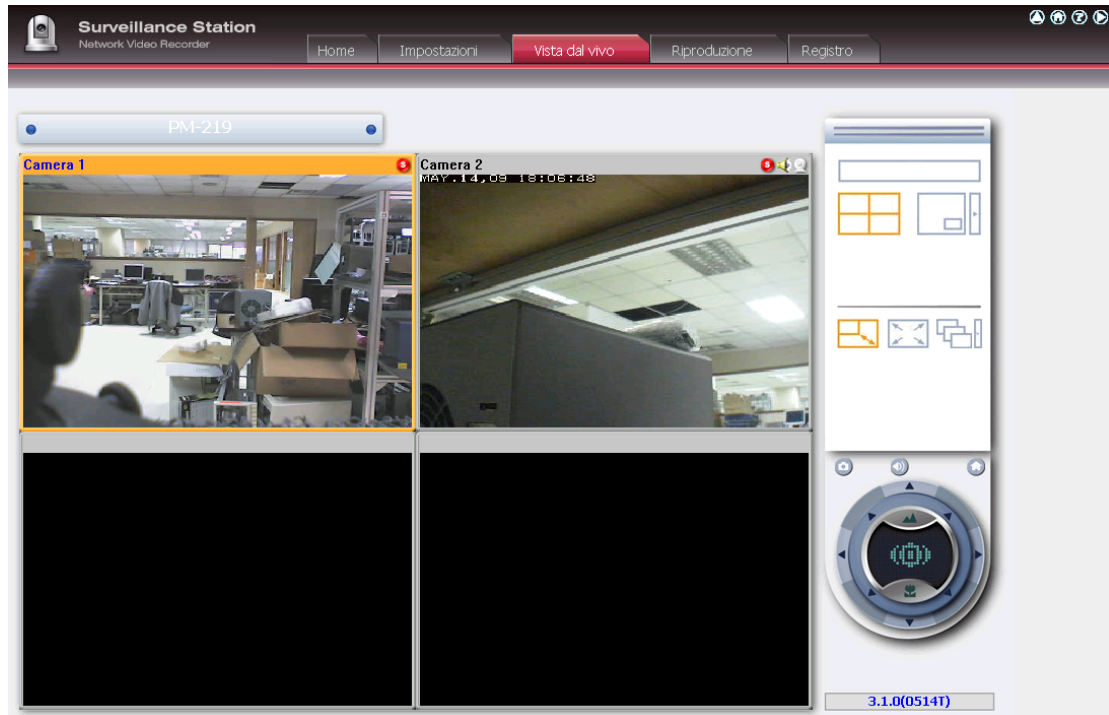 Surveillance Station
Network Video Recorder
Home
Impostazioni
Vista dal vivo
Riproduzione
Registro
PM-219
Camera 1
S
Camera 2
S
MAY.14,09 18:06:48
3.1.0(0514T)